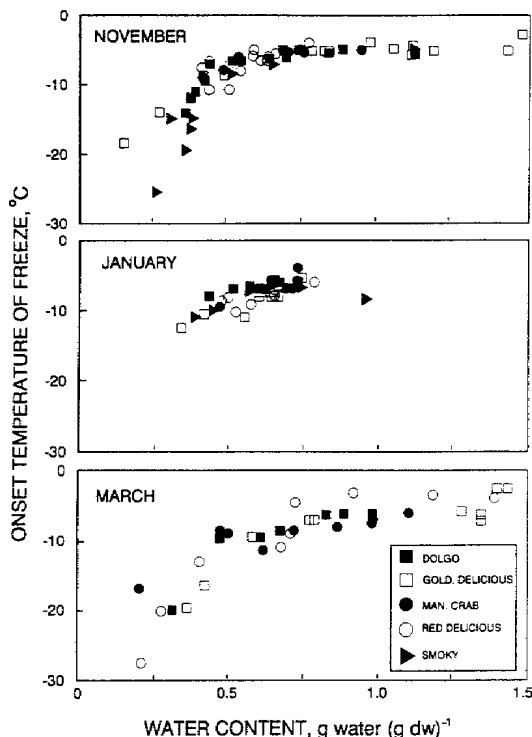 ONSET TEMPERATURE OF FREEZE, °C
0
NOVEMBER
-10
-20
-30
0
JANUARY
-10
-20
-30
0
MARCH
-10
-20
-30
DOLGO
GOLD. DELICIOUS
MAN. CRAB
RED DELICIOUS
SMOKY
0 0.5 1.0 1.5
WATER CONTENT, g water (g dw)⁻¹